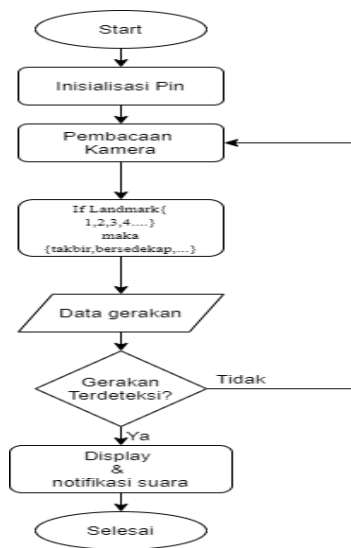 Start
Inisialisasi Pin
Pembacaan
Kamera
If Landmark{
1,2,3,4....}
maka
{takbir,bersedekap,...}
Data gerakan
Gerakan
Terdeteksi?
Tidak
Ya
Display
&
notifikasi suara
Selesai